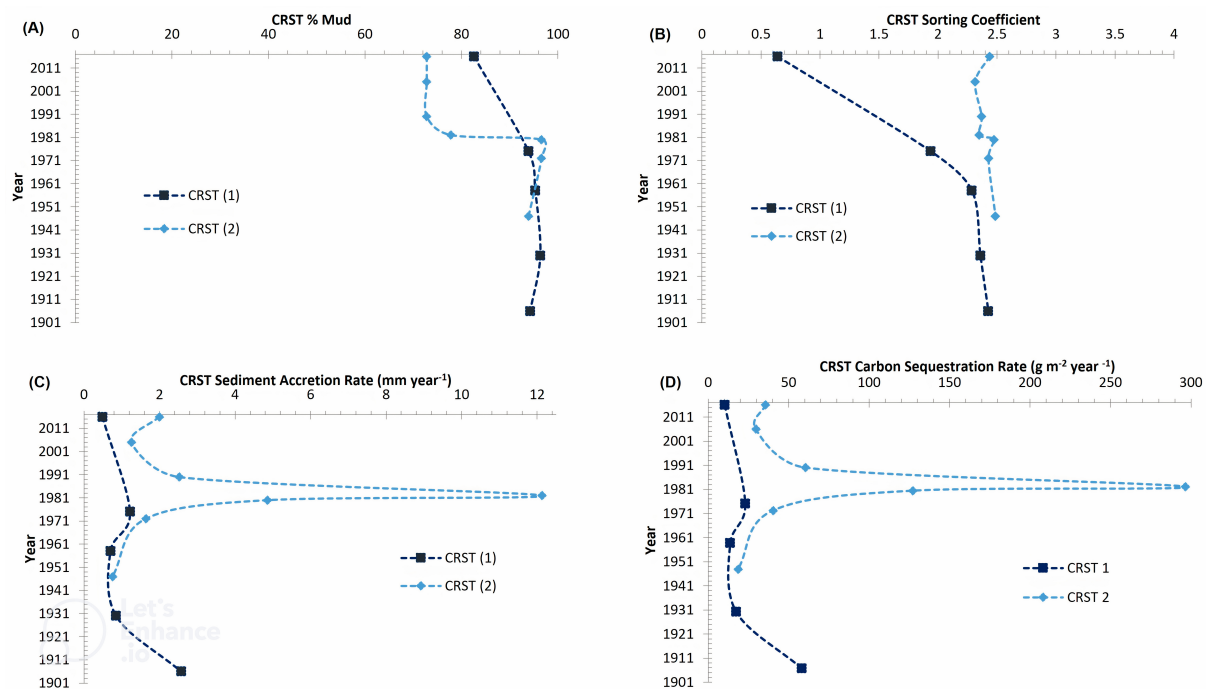 (A)
CRST % Mud
0 20 40 60 80 100
2011
2001
1991
1981
1971
1961
1951
1941
1931
1921
1911
1901
Year
CRST (1)
CRST (2)
(B)
CRST Sorting Coefficient
0 0.5 1 1.5 2 2.5 3 3.5 4
2011
2001
1991
1981
1971
1961
1951
1941
1931
1921
1911
1901
Year
CRST (1)
CRST (2)
(C)
CRST Sediment Accretion Rate (mm year⁻¹)
0 2 4 6 8 10 12
2011
2001
1991
1981
1971
1961
1951
1941
1931
1921
1911
1901
Year
CRST (1)
CRST (2)
Let's
Enhance
.io
(D)
CRST Carbon Sequestration Rate (g m⁻² year ⁻¹)
0 50 100 150 200 250 300
2011
2001
1991
1981
1971
1961
1951
1941
1931
1921
1911
1901
Year
CRST 1
CRST 2